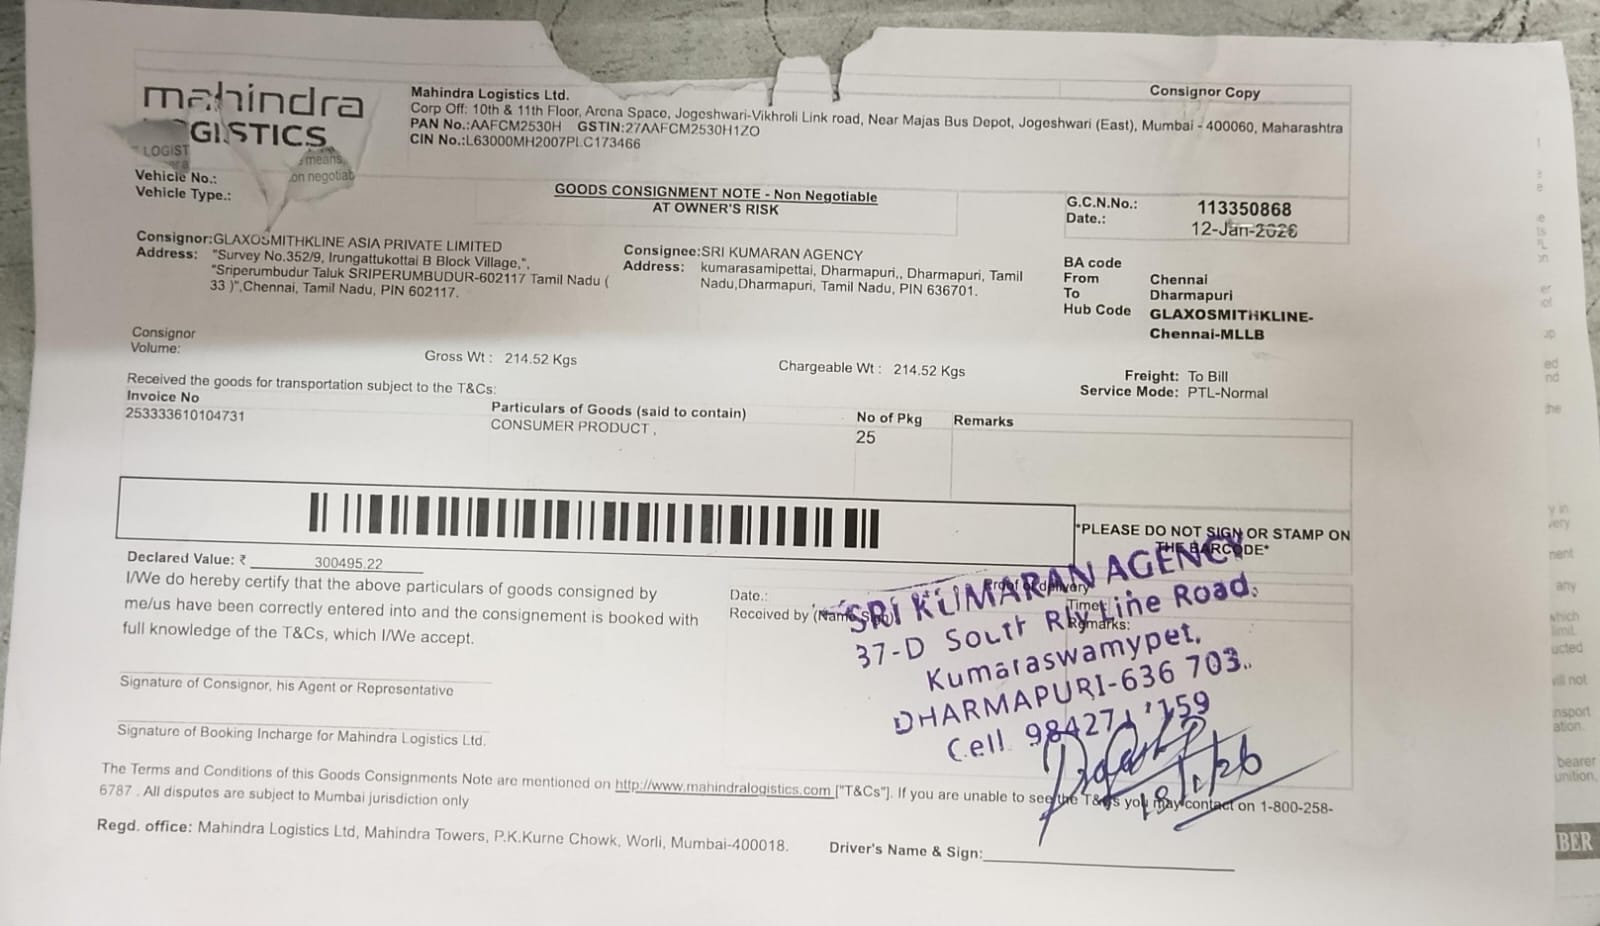 Consignor Copy
mahindra
LOGISTICS
Mahindra Logistics Ltd.
Corp Off: 10th & 11th Floor, Arena Space, Jogeshwari-Vikhroli Link road, Near Majas Bus Depot, Jogeshwari (East), Mumbai - 400060, Maharashtra
PAN No.:AAFCM2530H GSTIN:27AAFCM2530H1ZO
CIN No.:L63000MH2007PLC173466
LOGIST
means,
on negotiab
Vehicle No.:
Vehicle Type.:
GOODS CONSIGNMENT NOTE - Non Negotiable
AT OWNER'S RISK
G.C.N.No.: 113350868
Date.: 12-Jan-2026
Consignor:GLAXOSMITHKLINE ASIA PRIVATE LIMITED
Address: "Survey No.352/9, Irungattukottai B Block Village,",
"Sriperumbudur Taluk SRIPERUMBUDUR-602117 Tamil Nadu (
33 )",Chennai, Tamil Nadu, PIN 602117.
Consignee:SRI KUMARAN AGENCY
Address: kumarasamipettai, Dharmapuri,, Dharmapuri, Tamil
Nadu,Dharmapuri, Tamil Nadu, PIN 636701.
BA code
From Chennai
To Dharmapuri
Hub Code GLAXOSMITHKLINE-
Chennai-MLLB
Consignor
Volume:
Gross Wt : 214.52 Kgs
Chargeable Wt : 214.52 Kgs
Freight: To Bill
Service Mode: PTL-Normal
Received the goods for transportation subject to the T&Cs:
Invoice No Particulars of Goods (said to contain) No of Pkg Remarks
253333610104731 CONSUMER PRODUCT , 25
*PLEASE DO NOT SIGN OR STAMP ON
THE BARCODE*
Declared Value: ₹ 300495.22
I/We do hereby certify that the above particulars of goods consigned by
me/us have been correctly entered into and the consignement is booked with
full knowledge of the T&Cs, which I/We accept.
Proof of delivery
Date.: Time:
Received by (Name Sign) Remarks:
SRI KUMARAN AGENCY
37-D South Rly Line Road,
Kumaraswamypet,
DHARMAPURI-636 703.
Cell
18/1/26
Signature of Consignor, his Agent or Representative
Signature of Booking Incharge for Mahindra Logistics Ltd.
The Terms and Conditions of this Goods Consignments Note are mentioned on http://www.mahindralogistics.com ["T&Cs"]. If you are unable to see the T&Cs you may contact on 1-800-258-
6787 . All disputes are subject to Mumbai jurisdiction only
Regd. office: Mahindra Logistics Ltd, Mahindra Towers, P.K.Kurne Chowk, Worli, Mumbai-400018.
Driver's Name & Sign: